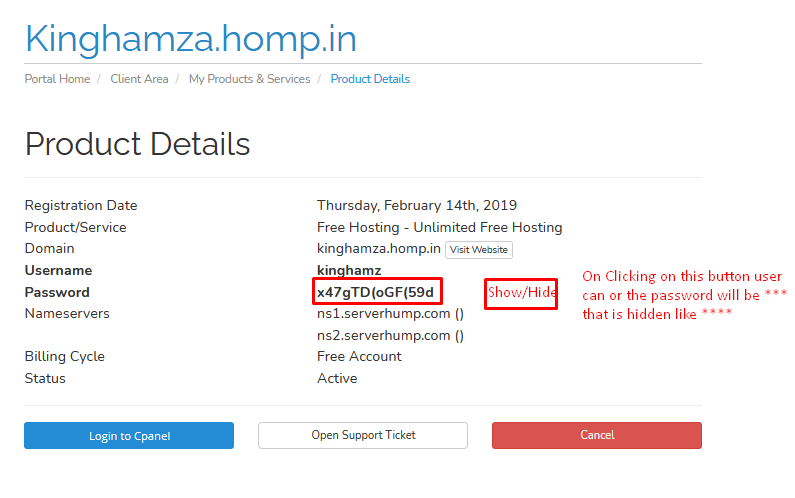 Kinghamza.homp.in
Portal Home / Client Area / My Products & Services / Product Details
Product Details
Registration Date Thursday, February 14th, 2019
Product/Service Free Hosting - Unlimited Free Hosting
Domain kinghamza.homp.in View Website
Username kinghamz
Password x47gTD(oGF(59d Show/Hide
On Clicking on this button user
can or the password will be ***
that is hidden like ****
Nameservers ns1.serverhump.com ()
ns2.serverhump.com ()
Billing Cycle Free Account
Status Active
Login to Cpanel Open Support Ticket Cancel